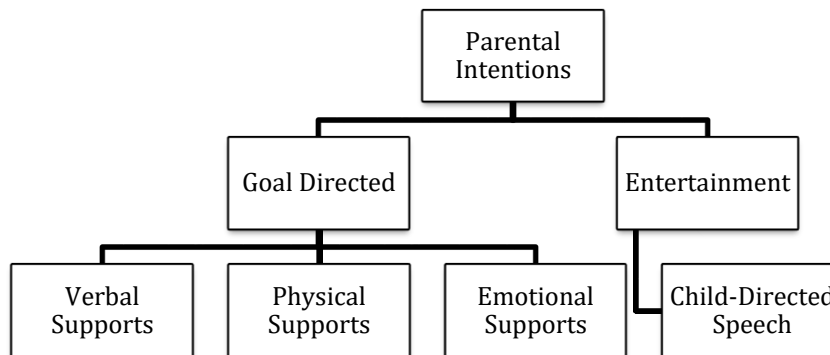 Parental
Intentions
Goal Directed
Entertainment
Verbal
Supports
Physical
Supports
Emotional
Supports
Child-Directed
Speech